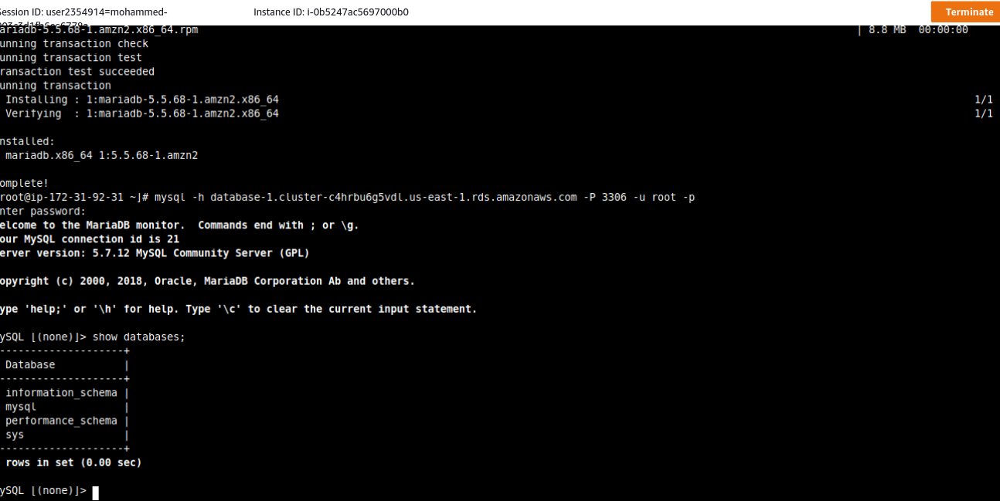 Session ID: user2354914=mohammed-
Instance ID: i-0b5247ac5697000b0
Terminate
ariadb-5.5.68-1.amzn2.x86_64.rpm | 8.8 MB 00:00:00
unning transaction check
unning transaction test
ransaction test succeeded
unning transaction
Installing : 1:mariadb-5.5.68-1.amzn2.x86_64 1/1
Verifying : 1:mariadb-5.5.68-1.amzn2.x86_64 1/1
nstalled:
mariadb.x86_64 1:5.5.68-1.amzn2
omplete!
root@ip-172-31-92-31 ~]# mysql -h database-1.cluster-c4hrbu6g5vdl.us-east-1.rds.amazonaws.com -P 3306 -u root -p
nter password:
elcome to the MariaDB monitor. Commands end with ; or \g.
our MySQL connection id is 21
erver version: 5.7.12 MySQL Community Server (GPL)
opyright (c) 2000, 2018, Oracle, MariaDB Corporation Ab and others.
ype 'help;' or '\h' for help. Type '\c' to clear the current input statement.
ySQL [(none)]> show databases;
--------------------+
Database |
--------------------+
information_schema |
mysql |
performance_schema |
sys |
--------------------+
rows in set (0.00 sec)
ySQL [(none)]>